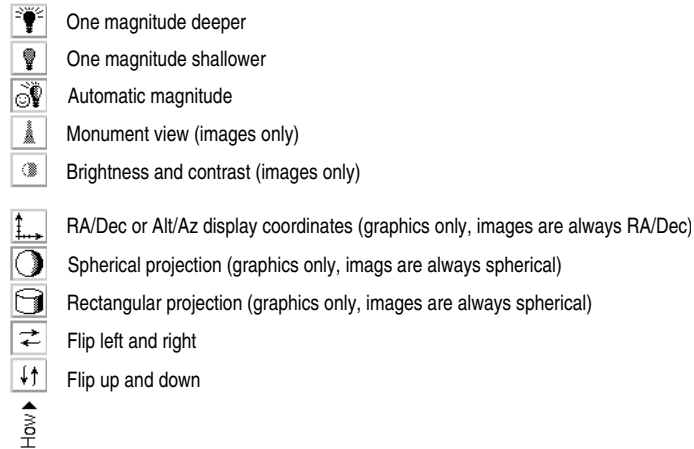 One magnitude deeper
One magnitude shallower
Automatic magnitude
Monument view (images only)
Brightness and contrast (images only)
RA/Dec or Alt/Az display coordinates (graphics only, images are always RA/Dec)
Spherical projection (graphics only, imags are always spherical)
Rectangular projection (graphics only, images are always spherical)
Flip left and right
Flip up and down
How